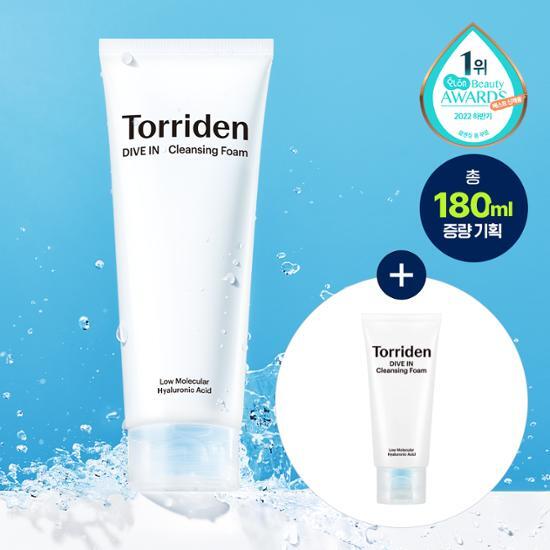 Torriden
DIVE IN Cleansing Foam
Low Molecular
Hyaluronic Acid
1위
Beauty
AWARDS
2022 하반기
총
180ml
증량 기획
+
Torriden
DIVE IN
Cleansing Foam
Low Molecular
Hyaluronic Acid